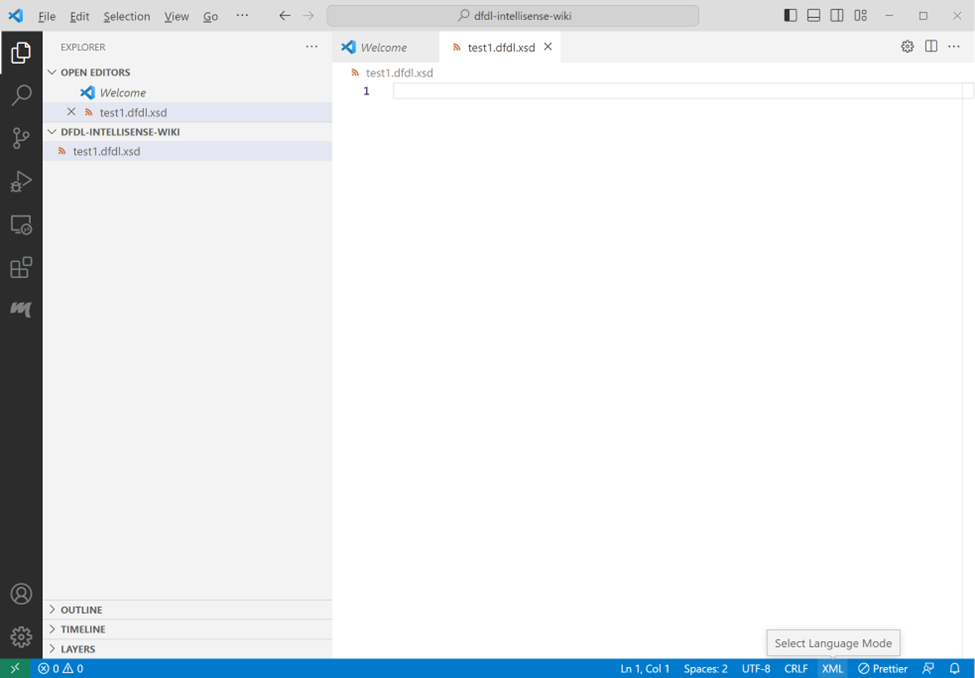 File Edit Selection View Go ··· dfdl-intellisense-wiki
EXPLORER ···
Welcome test1.dfdl.xsd
OPEN EDITORS
Welcome
test1.dfdl.xsd
DFDL-INTELLISENSE-WIKI
test1.dfdl.xsd
test1.dfdl.xsd
1
OUTLINE
TIMELINE
LAYERS
Select Language Mode
0 0 Ln 1, Col 1 Spaces: 2 UTF-8 CRLF XML Prettier